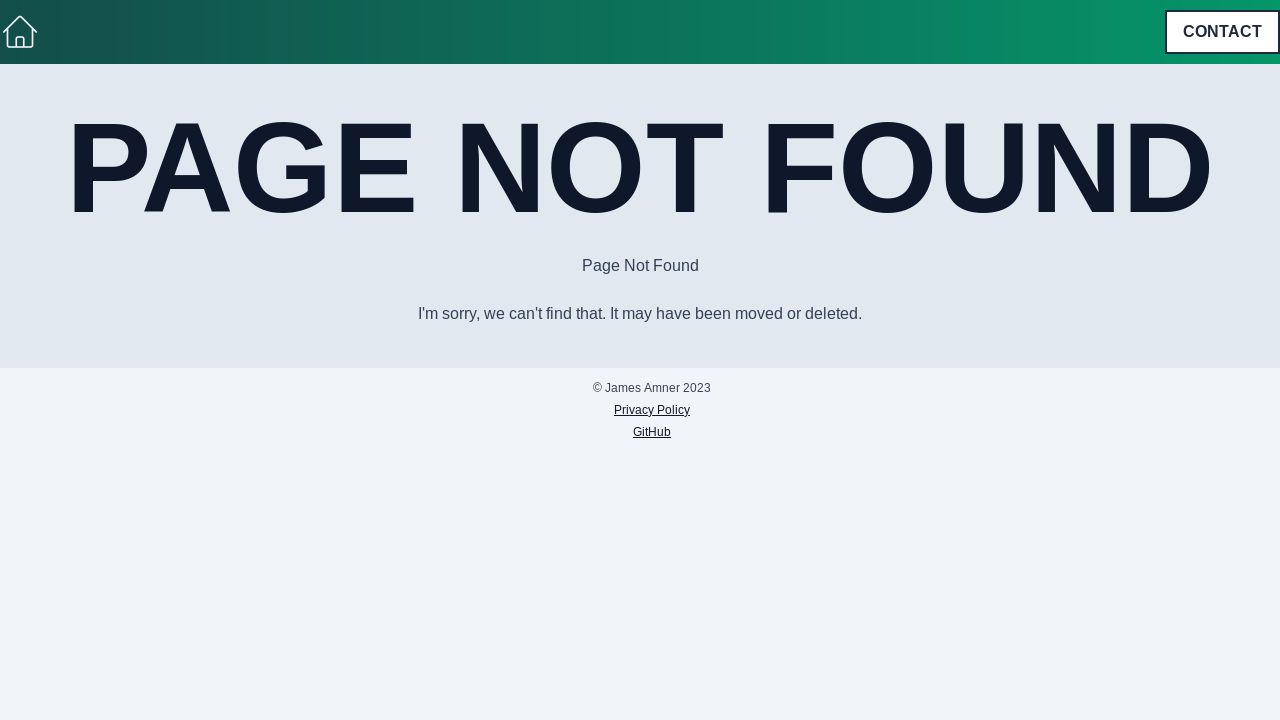 CONTACT
PAGE NOT FOUND
Page Not Found
I'm sorry, we can't find that. It may have been moved or deleted.
© James Amner 2023
Privacy Policy
GitHub